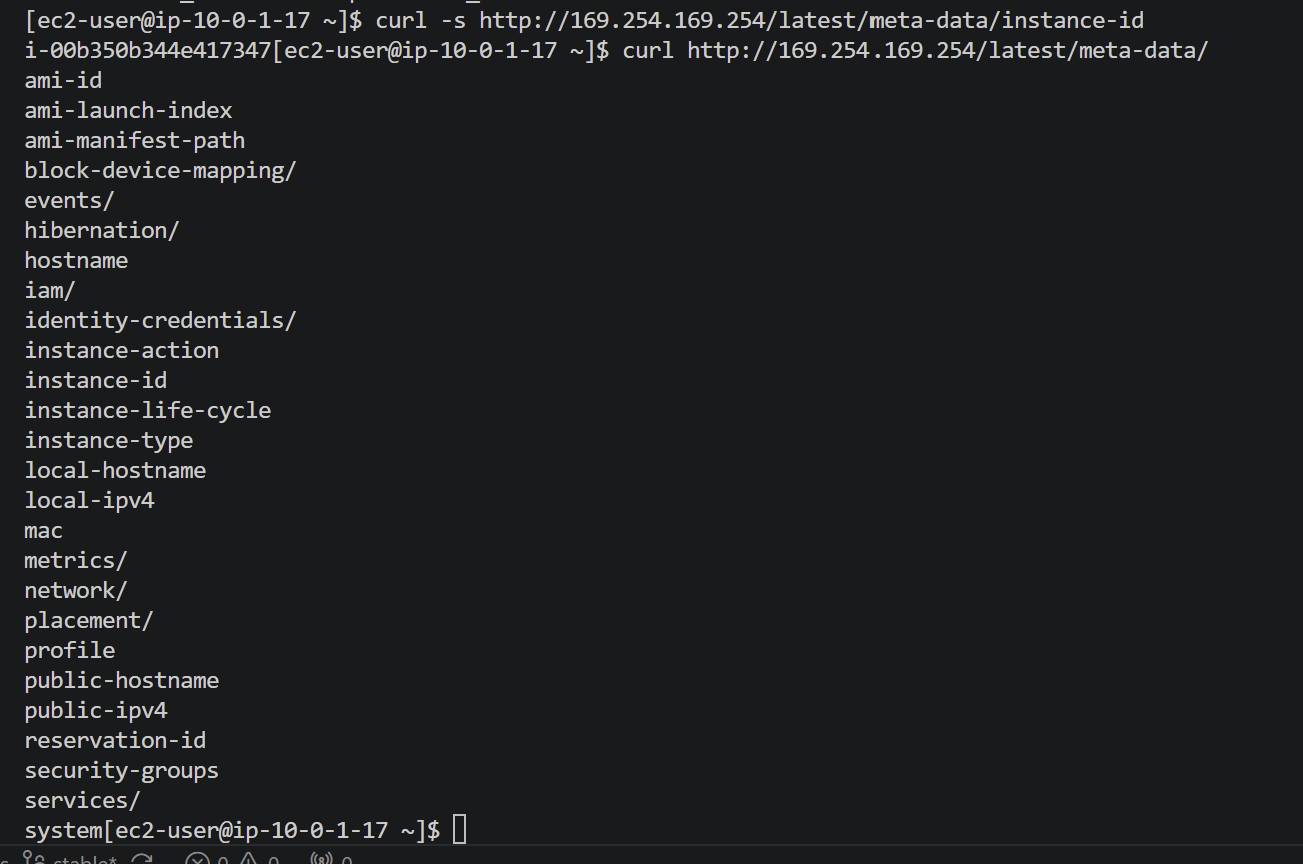 [ec2-user@ip-10-0-1-17 ~]$ curl -s http://169.254.169.254/latest/meta-data/instance-id
i-00b350b344e417347[ec2-user@ip-10-0-1-17 ~]$ curl http://169.254.169.254/latest/meta-data/
ami-id
ami-launch-index
ami-manifest-path
block-device-mapping/
events/
hibernation/
hostname
iam/
identity-credentials/
instance-action
instance-id
instance-life-cycle
instance-type
local-hostname
local-ipv4
mac
metrics/
network/
placement/
profile
public-hostname
public-ipv4
reservation-id
security-groups
services/
system[ec2-user@ip-10-0-1-17 ~]$
stable* 0 0 0